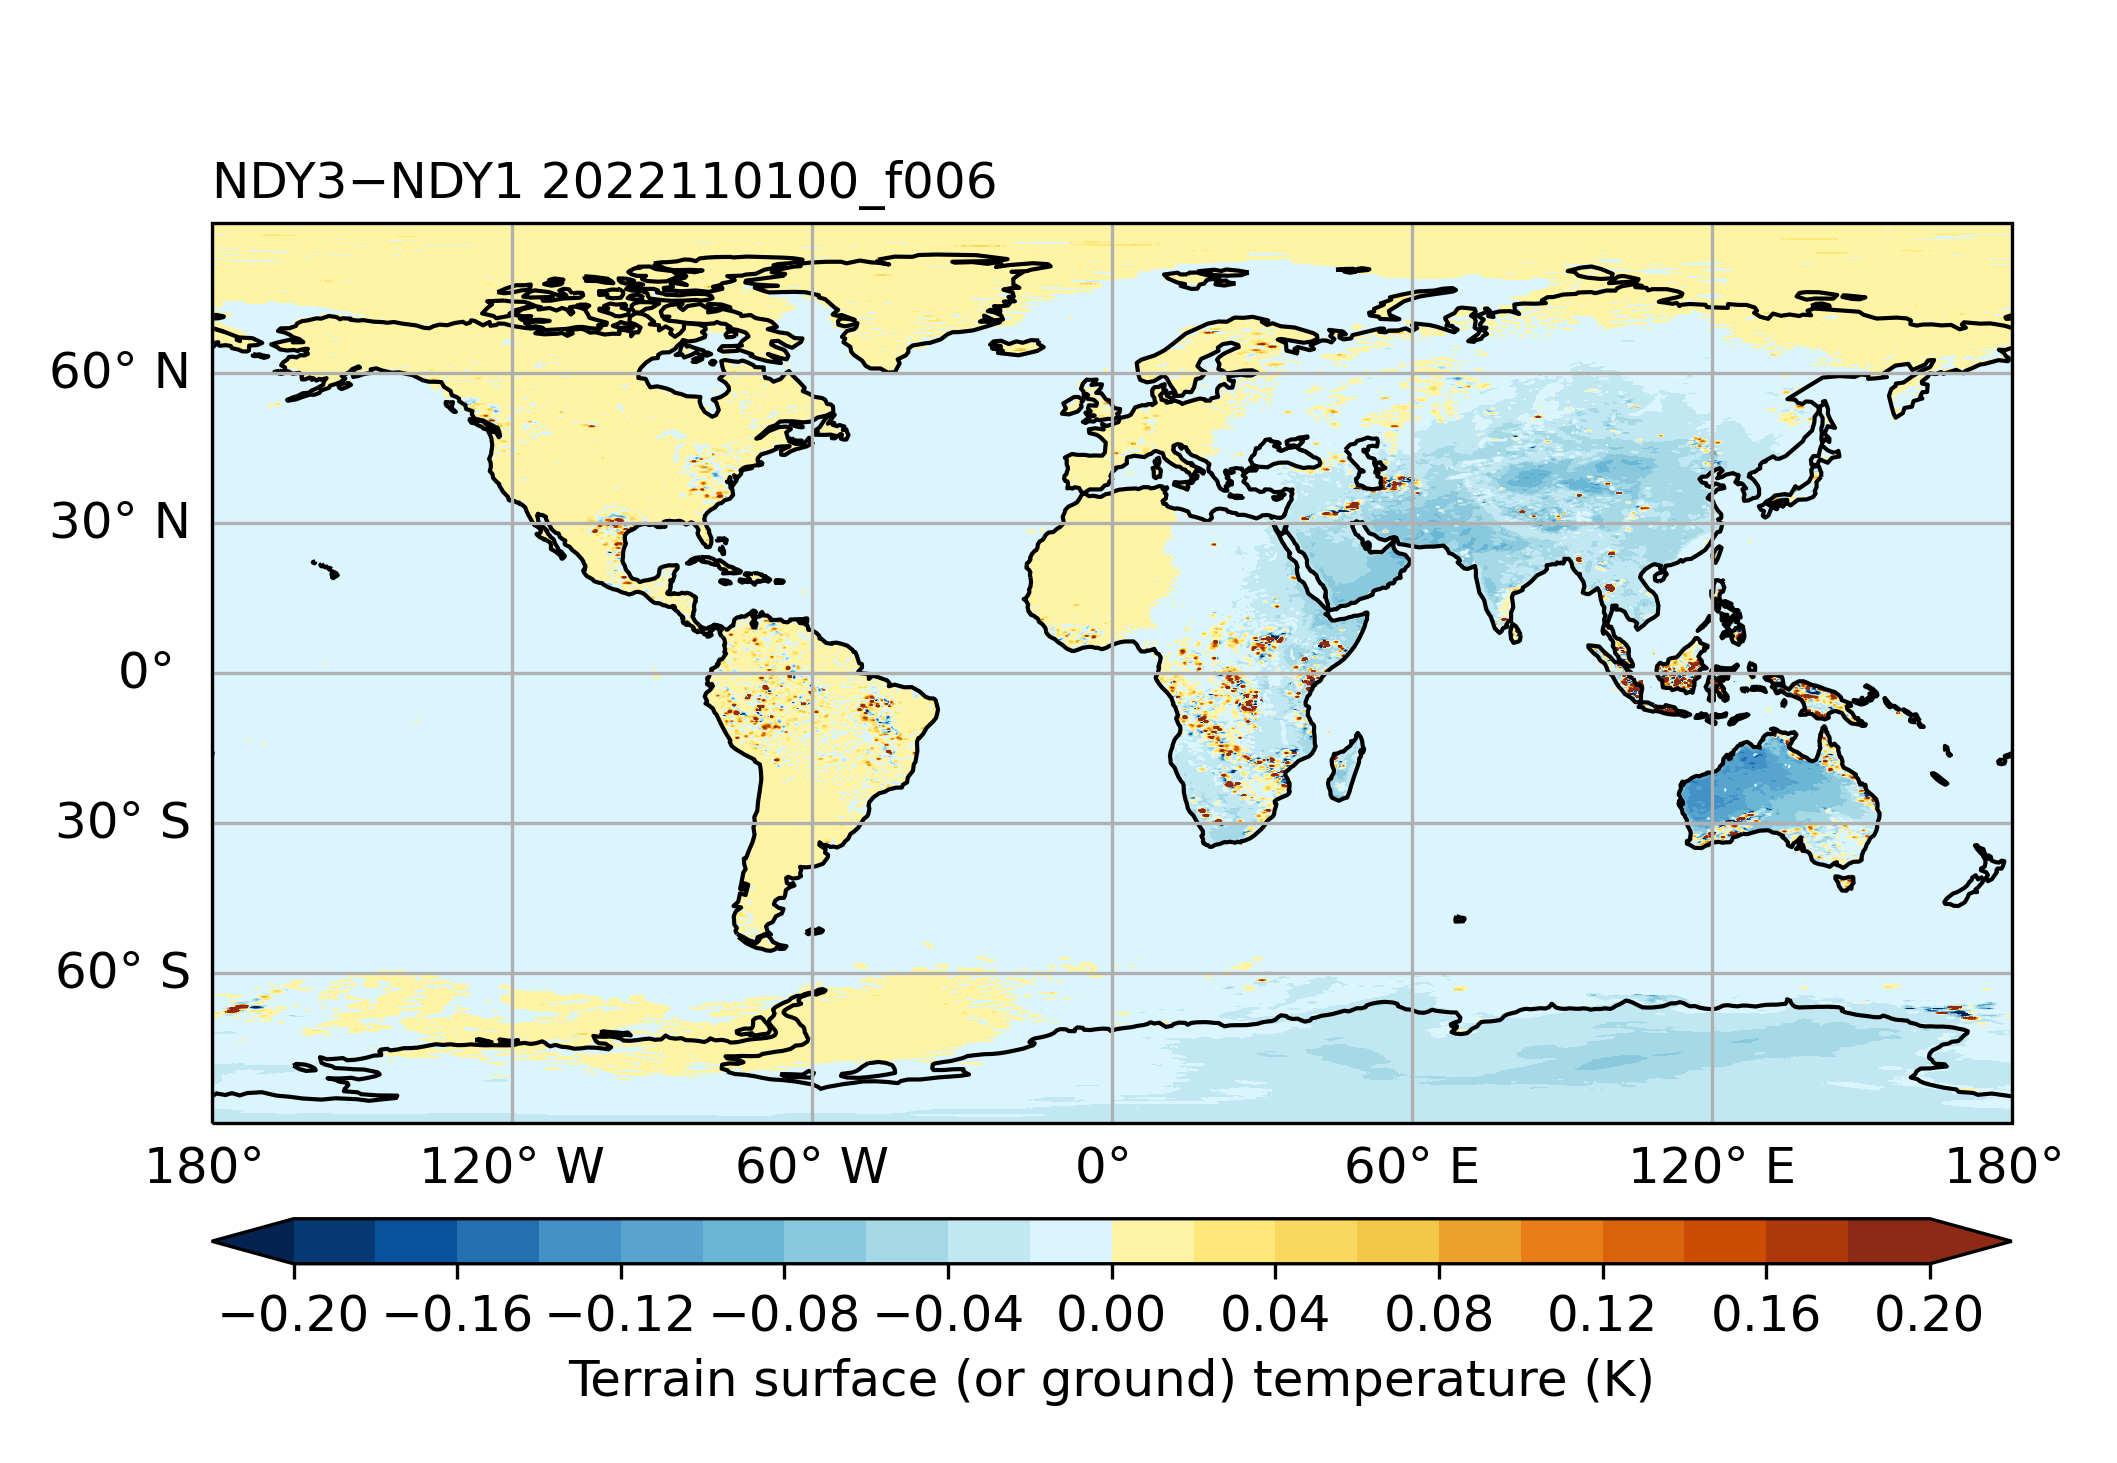 NDY3−NDY1 2022110100_f006
60° N
30° N
0°
30° S
60° S
180° 120° W 60° W 0° 60° E 120° E 180°
−0.20 −0.16 −0.12 −0.08 −0.04 0.00 0.04 0.08 0.12 0.16 0.20
Terrain surface (or ground) temperature (K)